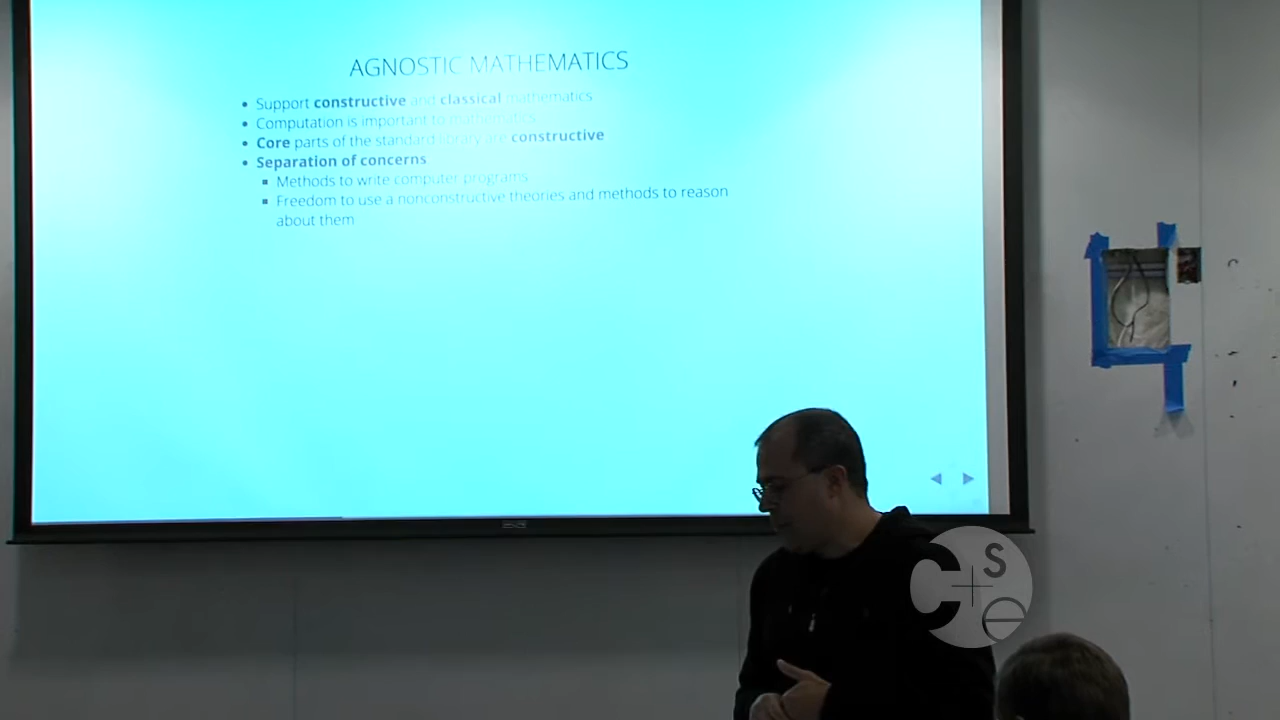 AGNOSTIC MATHEMATICS
Support constructive and classical mathematics
Computation is important to mathematics
Core parts of the standard library are constructive
Separation of concerns
Methods to write computer programs
Freedom to use a nonconstructive theories and methods to reason
about them
C+se